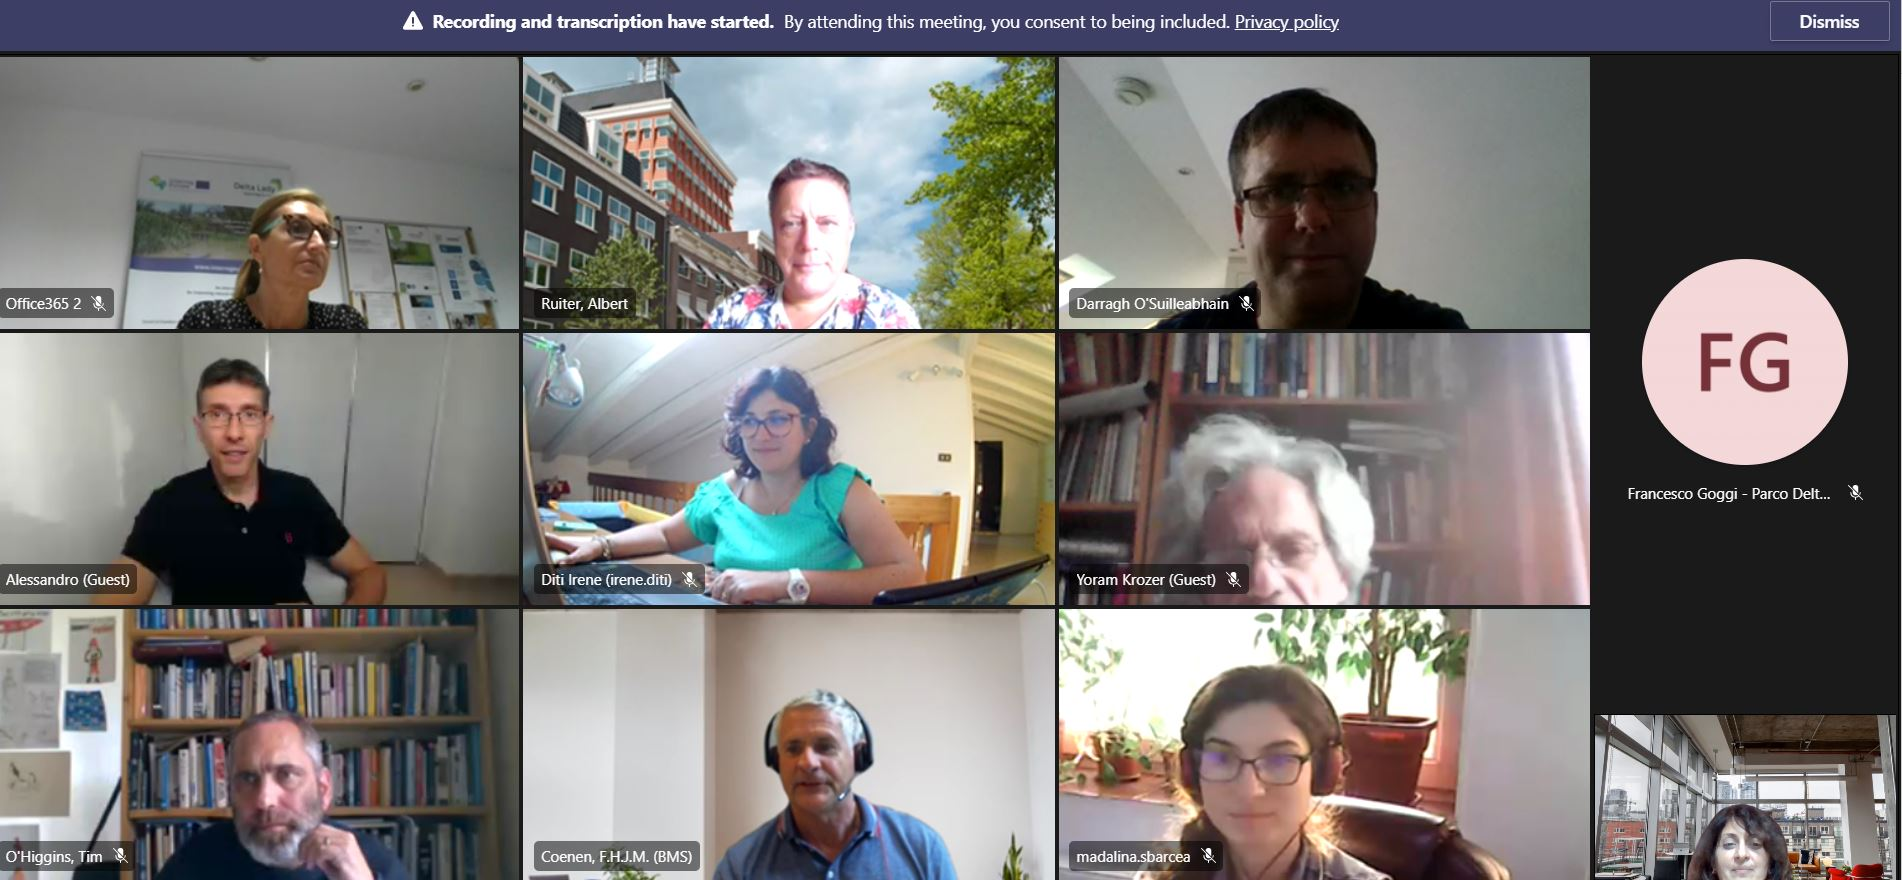 Recording and transcription have started. By attending this meeting, you consent to being included. Privacy policy
Dismiss
Delta Lady
Office365 2
Ruiter, Albert
Darragh O'Suilleabhain
FG
Francesco Goggi - Parco Delt...
Alessandro (Guest)
Diti Irene (irene.diti)
Yoram Krozer (Guest)
O'Higgins, Tim
Coenen, F.H.J.M. (BMS)
madalina.sbarcea